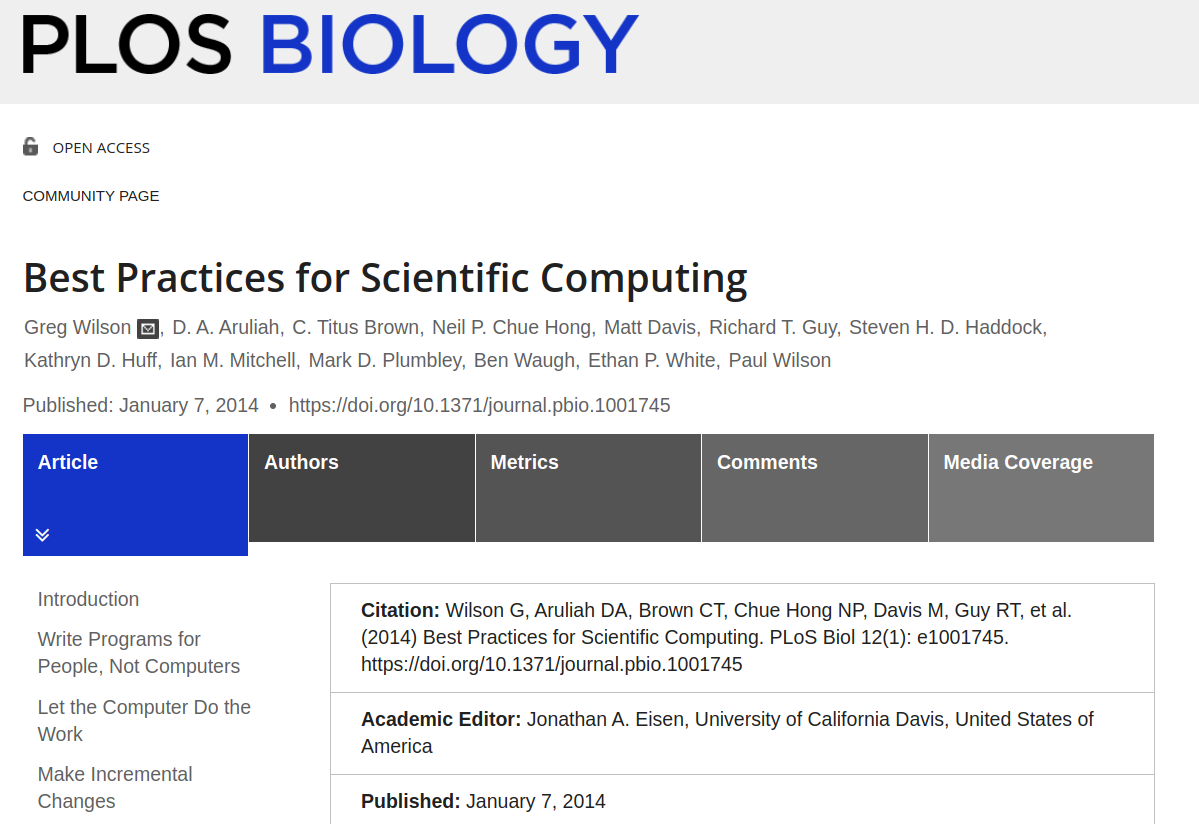 PLOS BIOLOGY
OPEN ACCESS
COMMUNITY PAGE
Best Practices for Scientific Computing
Greg Wilson, D. A. Aruliah, C. Titus Brown, Neil P. Chue Hong, Matt Davis, Richard T. Guy, Steven H. D. Haddock,
Kathryn D. Huff, Ian M. Mitchell, Mark D. Plumbley, Ben Waugh, Ethan P. White, Paul Wilson
Published: January 7, 2014 • https://doi.org/10.1371/journal.pbio.1001745
Article Authors Metrics Comments Media Coverage
Introduction
Write Programs for
People, Not Computers
Let the Computer Do the
Work
Make Incremental
Changes
Citation: Wilson G, Aruliah DA, Brown CT, Chue Hong NP, Davis M, Guy RT, et al.
(2014) Best Practices for Scientific Computing. PLoS Biol 12(1): e1001745.
https://doi.org/10.1371/journal.pbio.1001745
Academic Editor: Jonathan A. Eisen, University of California Davis, United States of
America
Published: January 7, 2014